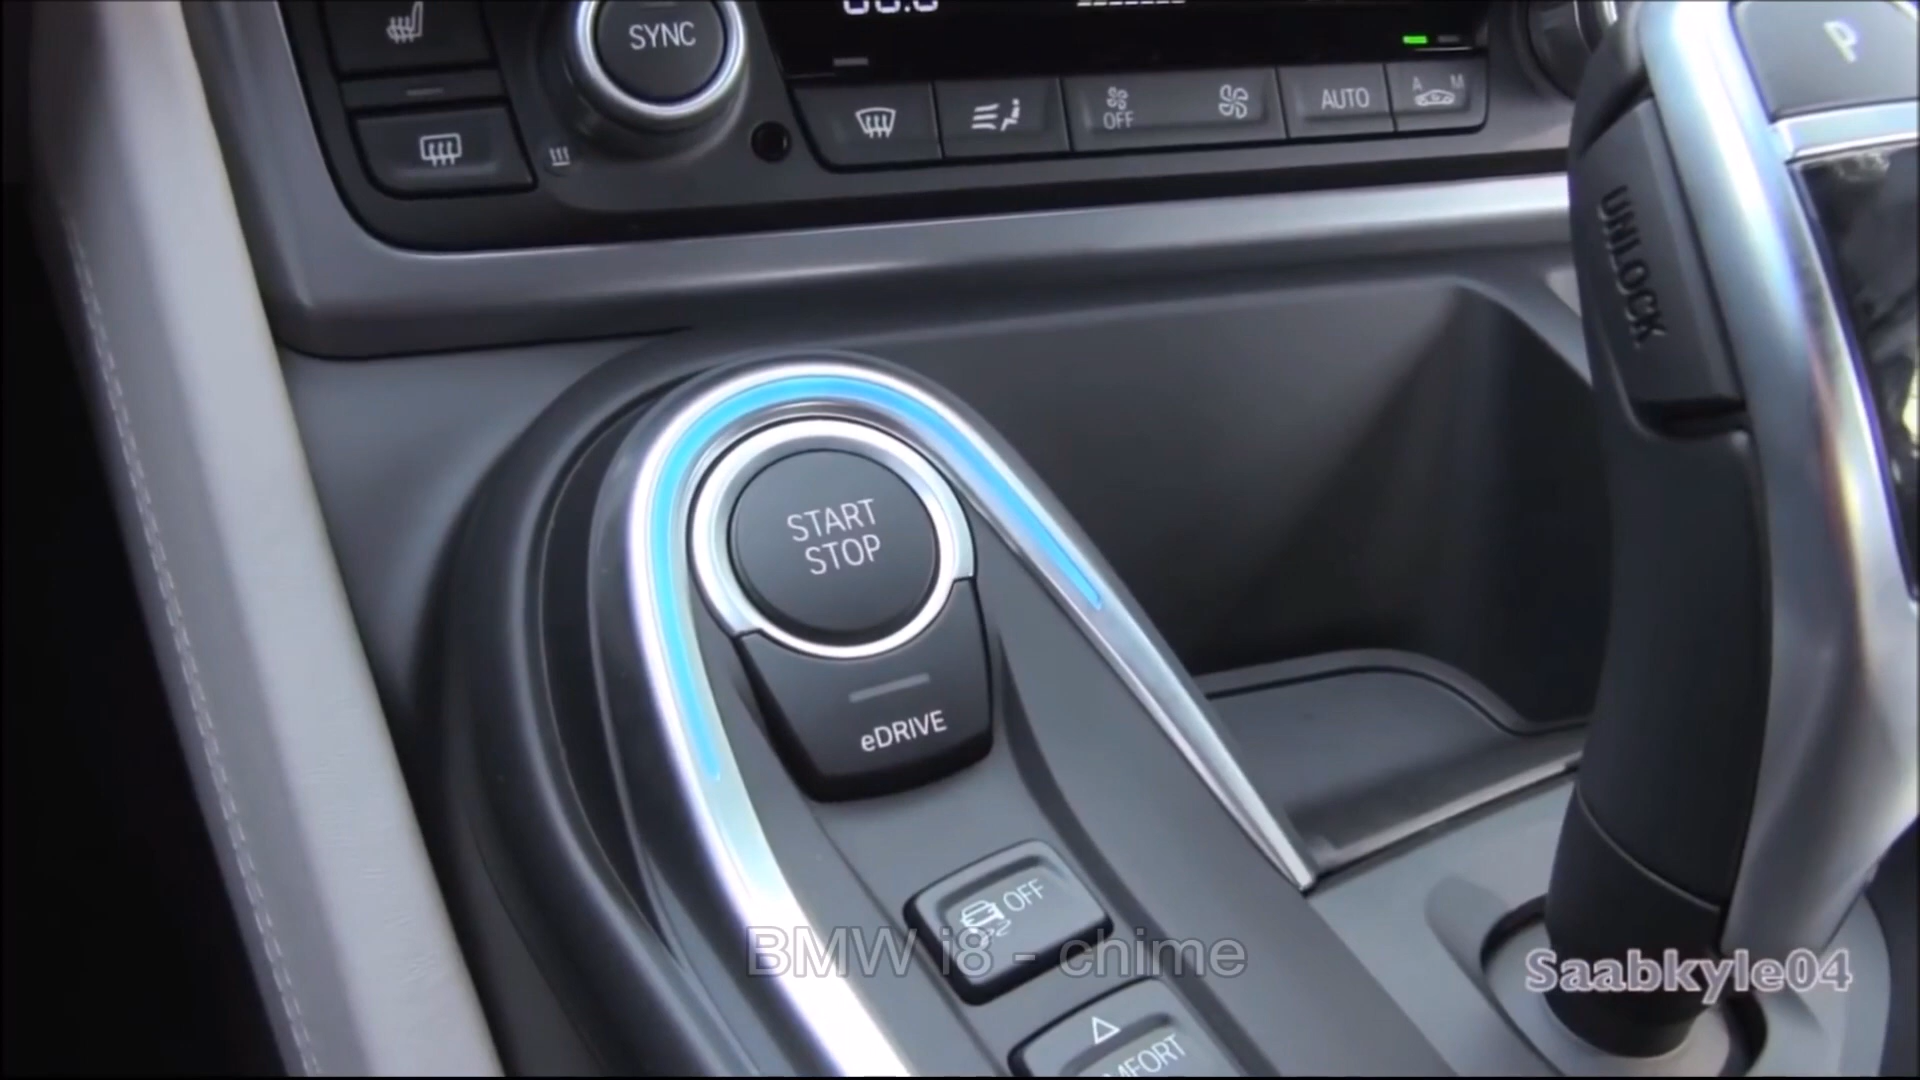 SYNC
OFF
AUTO
A M
P
UNLOCK
START
STOP
eDRIVE
OFF
BMW i8 - chime
Saabkyle04